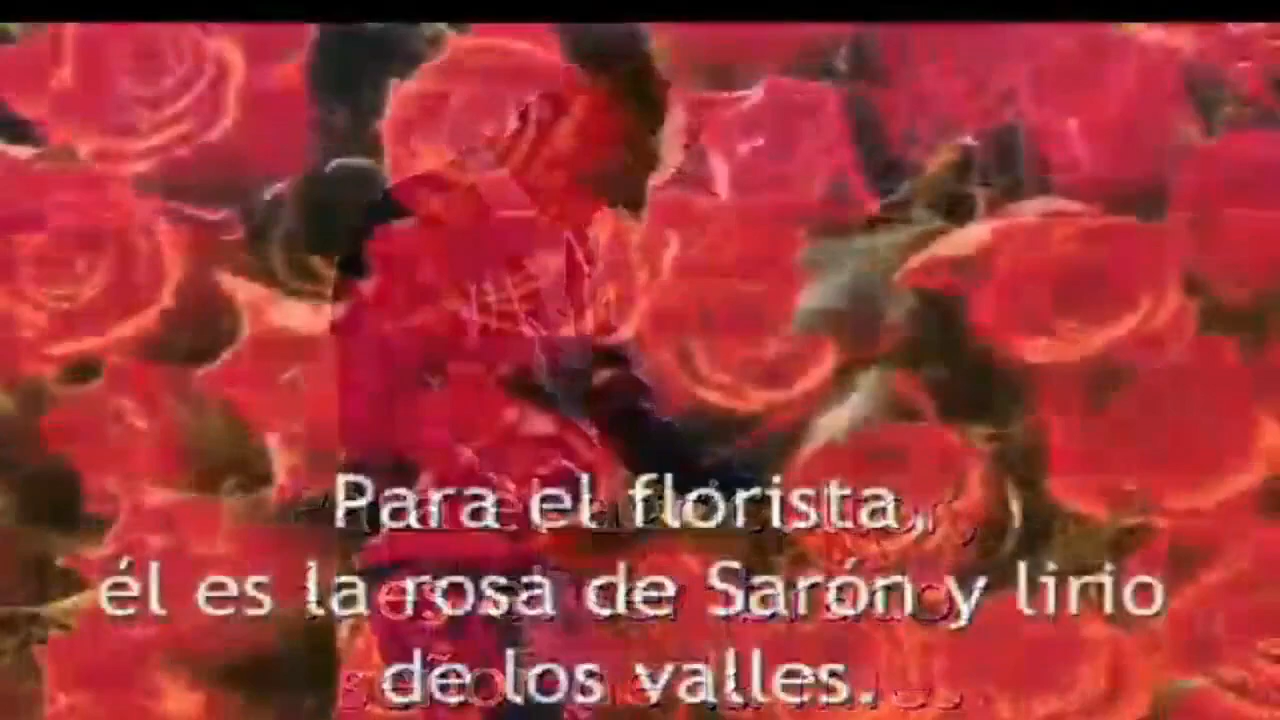 Para el florista,
él es la rosa de Sarón y lirio
de los valles.